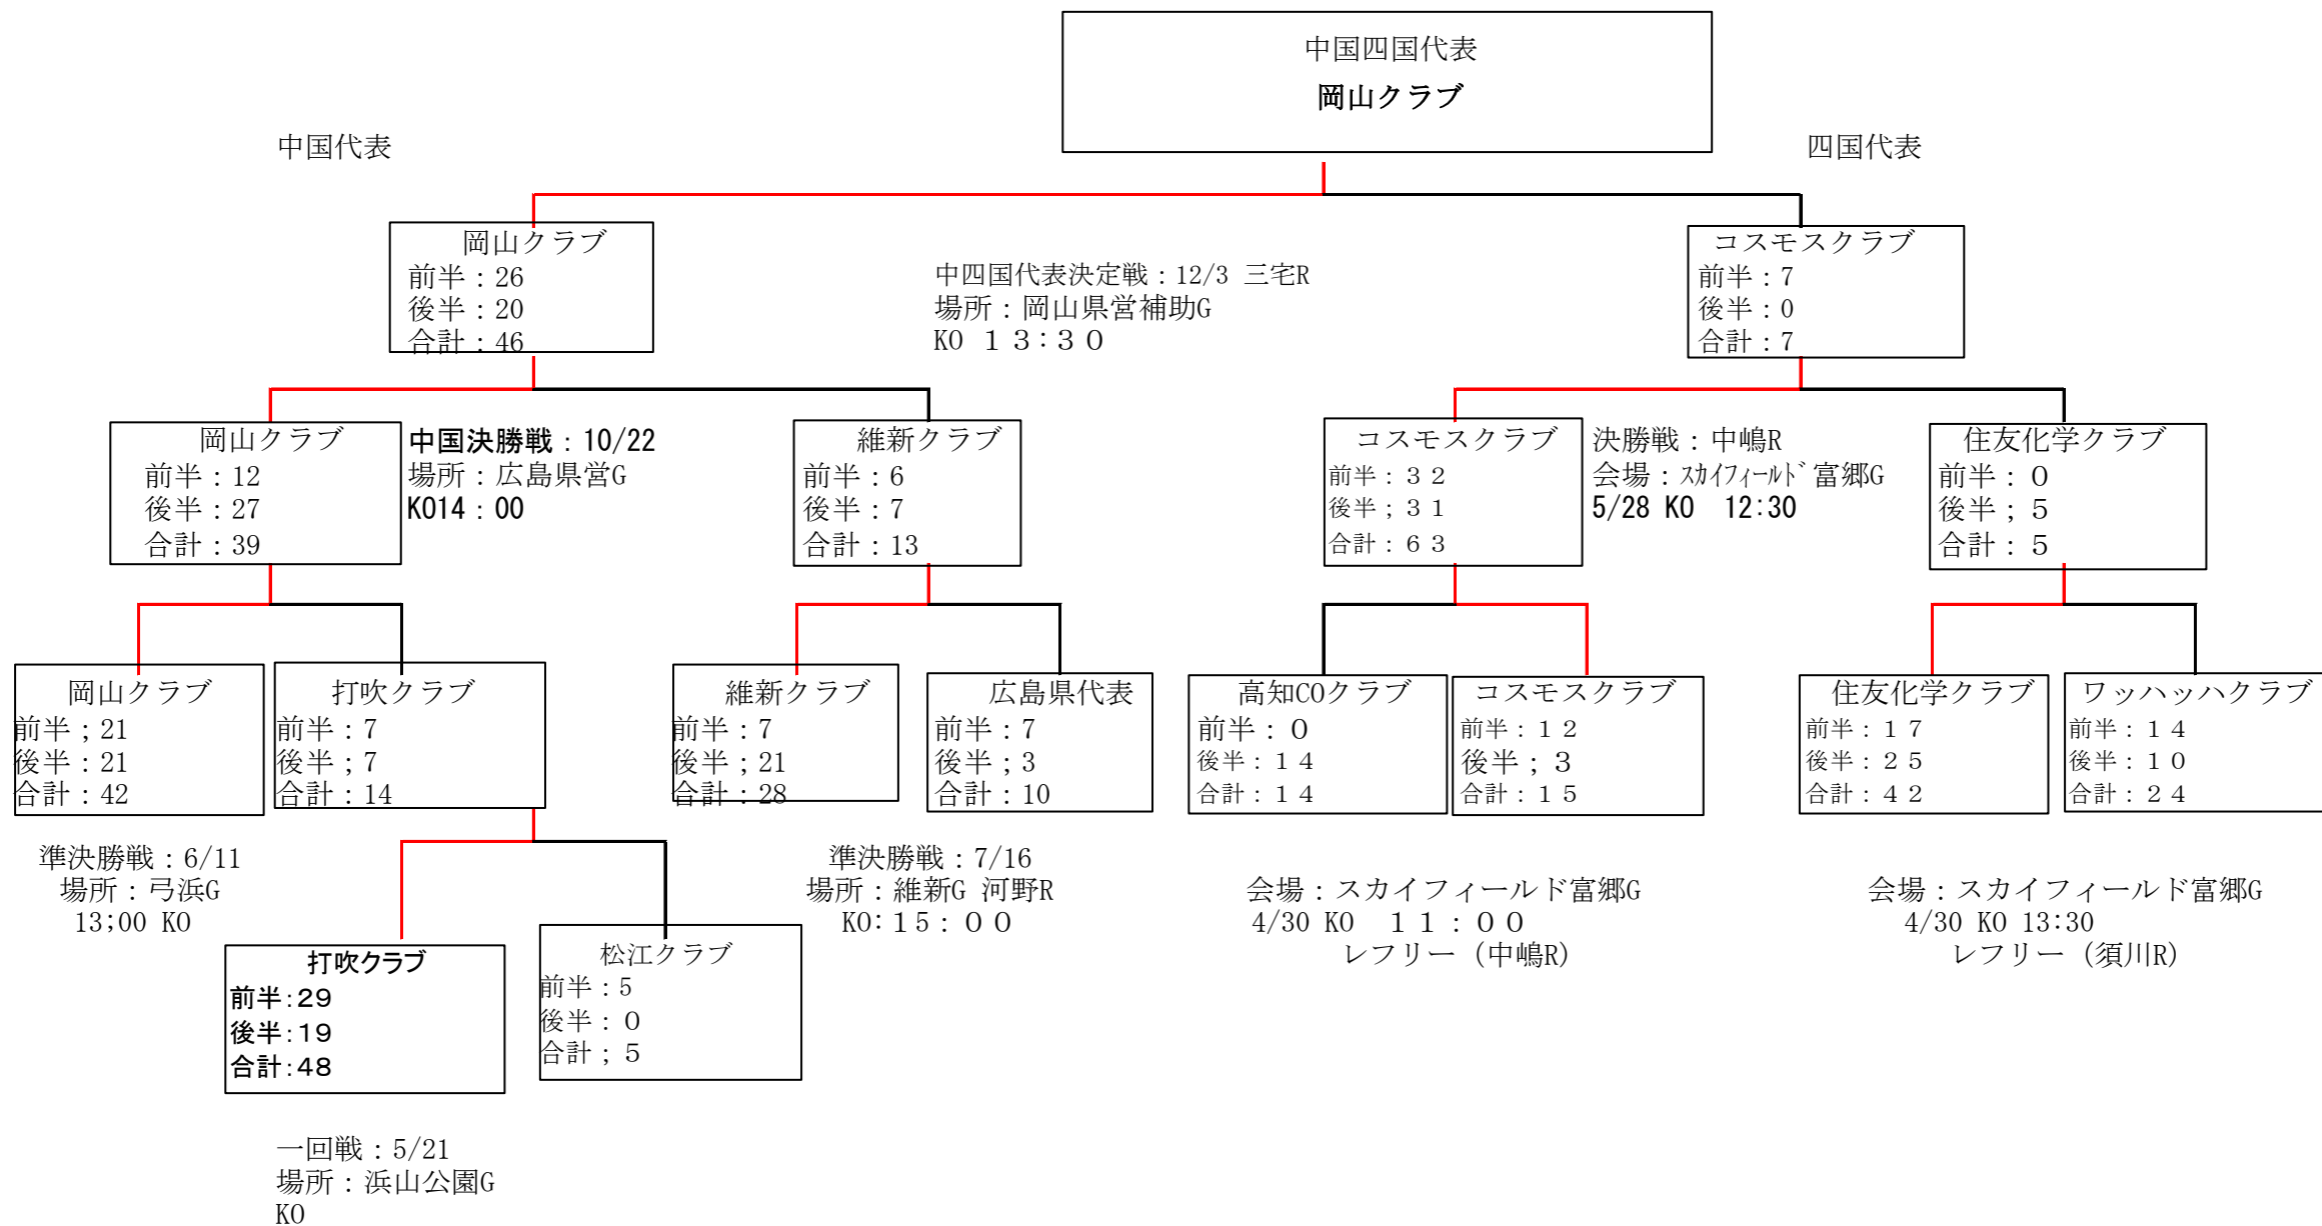 中国四国代表
岡山クラブ
中国代表
四国代表
岡山クラブ
前半：26
後半：20
合計：46
中四国代表決定戦：12/3 三宅R
場所：岡山県営補助G
KO １３：３０
コスモスクラブ
前半：7
後半：0
合計：7
岡山クラブ
前半：12
後半：27
合計：39
中国決勝戦：10/22
場所：広島県営G
KO14：00
維新クラブ
前半：6
後半：7
合計：13
コスモスクラブ
前半：３２
後半；３１
合計：６３
決勝戦：中嶋R
会場：ｽｶｲﾌｨｰﾙﾄﾞ富郷G
5/28 KO　12:30
住友化学クラブ
前半：０
後半；５
合計：５
岡山クラブ
前半；21
後半：21
合計：42
打吹クラブ
前半：7
後半；7
合計：14
維新クラブ
前半：7
後半；21
合計：28
広島県代表
前半：7
後半；3
合計：10
高知COクラブ
前半：０
後半：１４
合計：１４
コスモスクラブ
前半：１２
後半；３
合計：１５
住友化学クラブ
前半：１７
後半：２５
合計：４２
ワッハッハクラブ
前半：１４
後半：１０
合計：２４
準決勝戦：6/11
場所：弓浜G
13;00 KO
準決勝戦：7/16
場所：維新G 河野R
KO:１５：００
会場：スカイフィールド富郷G
4/30 KO　１１：００
レフリー（中嶋R）
会場：スカイフィールド富郷G
4/30 KO 13:30
レフリー（須川R）
打吹クラブ
前半:29
後半:19
合計:48
松江クラブ
前半：5
後半：０
合計；５
一回戦：5/21
場所：浜山公園G
KO